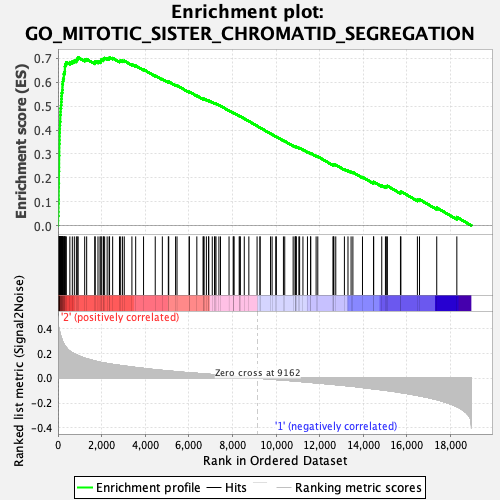 Enrichment plot:
GO_MITOTIC_SISTER_CHROMATID_SEGREGATION
Enrichment score (ES)
0.7
0.6
0.5
0.4
0.3
0.2
0.1
0.0
'2' (positively correlated)
Ranked list metric (Signal2Noise)
0.4
0.2
0.0
-0.2
-0.4
Zero cross at 9162
'1' (negatively correlated)
0 2,000 4,000 6,000 8,000 10,000 12,000 14,000 16,000 18,000
Rank in Ordered Dataset
Enrichment profile Hits Ranking metric scores